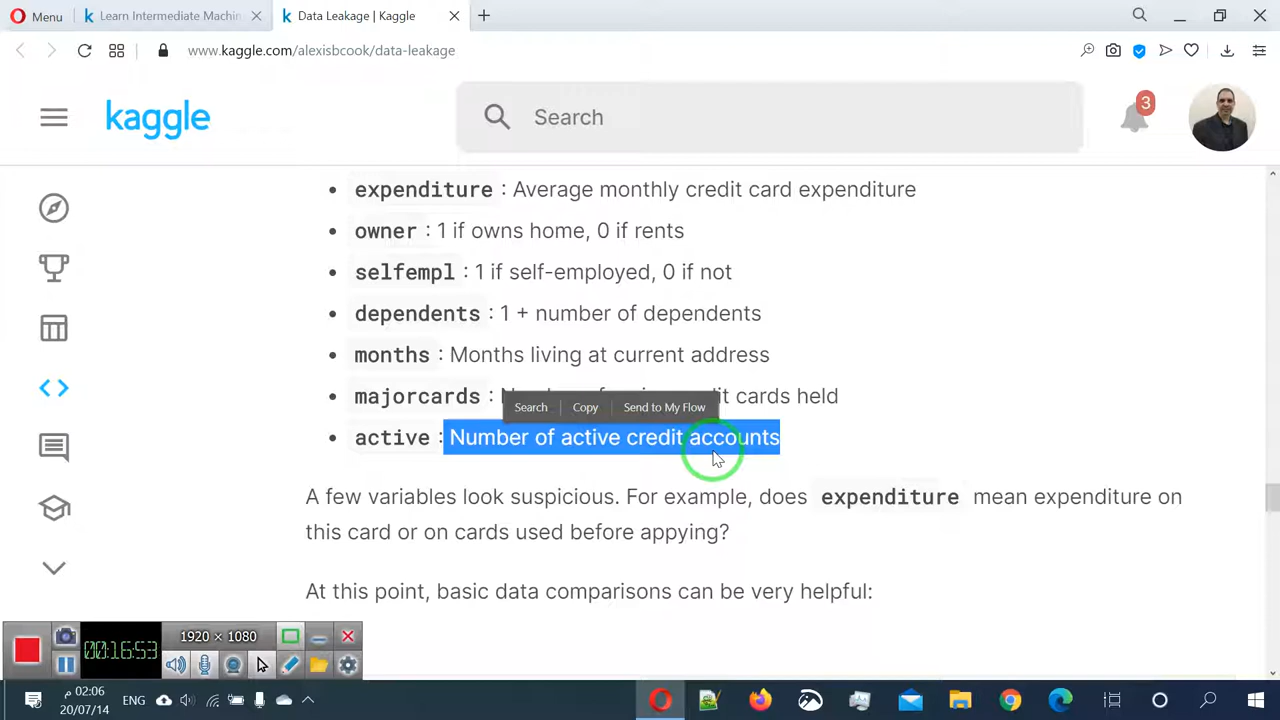 Menu
Learn Intermediate Machin
Data Leakage | Kaggle
www.kaggle.com/alexisbcook/data-leakage
kaggle
Search
3
expenditure : Average monthly credit card expenditure
owner : 1 if owns home, 0 if rents
selfempl : 1 if self-employed, 0 if not
dependents : 1 + number of dependents
months : Months living at current address
majorcards : cards held
Search Copy Send to My Flow
active : Number of active credit accounts
A few variables look suspicious. For example, does expenditure mean expenditure on
this card or on cards used before appying?
At this point, basic data comparisons can be very helpful:
1920 × 1080
00:16:53
02:06 م
ENG
20/07/14